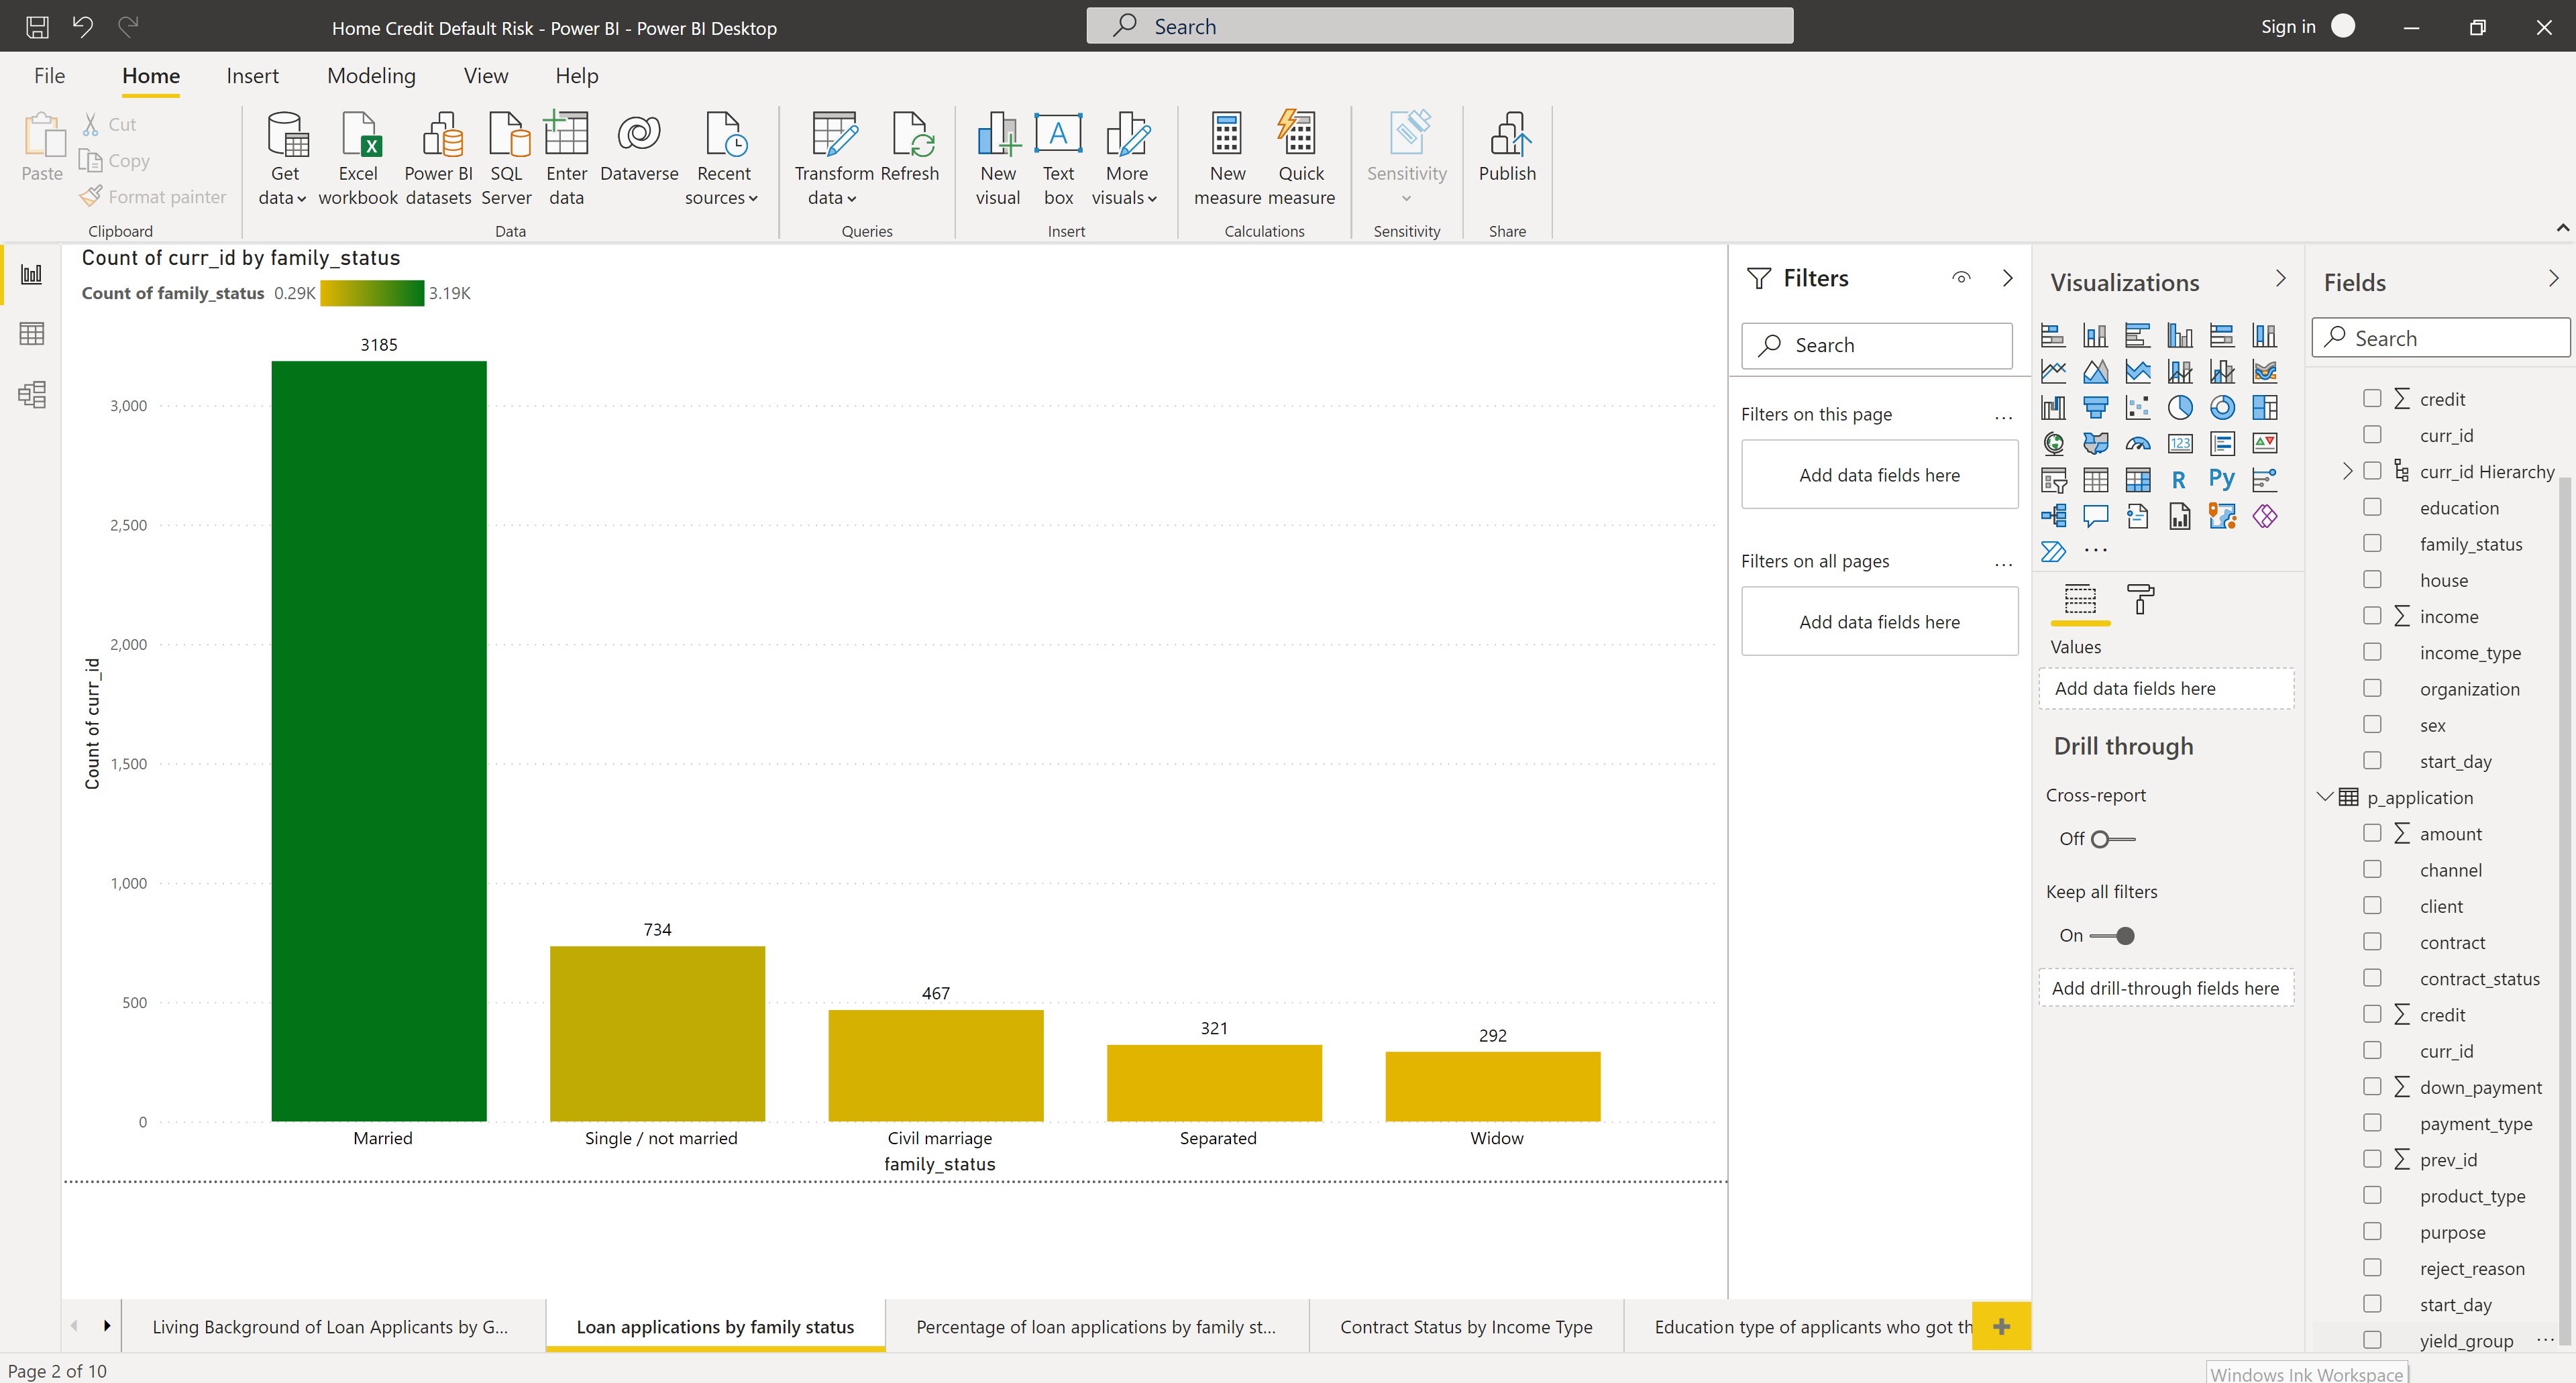 Home Credit Default Risk - Power BI - Power BI Desktop
Search
Sign in
File Home Insert Modeling View Help
Paste
Cut
Copy
Format painter
Clipboard
Get data
Excel workbook
Power BI datasets
SQL Server
Enter data
Dataverse
Recent sources
Data
Transform data
Refresh
Queries
New visual
Text box
More visuals
Insert
New measure
Quick measure
Calculations
Sensitivity
Sensitivity
Publish
Share
Count of curr_id by family_status
Count of family_status 0.29K 3.19K
Count of curr_id
3,000
2,500
2,000
1,500
1,000
500
0
3185
734
467
321
292
Married
Single / not married
Civil marriage
Separated
Widow
family_status
Filters
Search
Filters on this page ...
Add data fields here
Filters on all pages ...
Add data fields here
Visualizations
123
R
Py
...
Values
Add data fields here
Drill through
Cross-report
Off
Keep all filters
On
Add drill-through fields here
Fields
Search
credit
curr_id
curr_id Hierarchy
education
family_status
house
income
income_type
organization
sex
start_day
p_application
amount
channel
client
contract
contract_status
credit
curr_id
down_payment
payment_type
prev_id
product_type
purpose
reject_reason
start_day
yield_group ...
Living Background of Loan Applicants by G...
Loan applications by family status
Percentage of loan applications by family st...
Contract Status by Income Type
Education type of applicants who got th
Page 2 of 10
Windows Ink Workspace